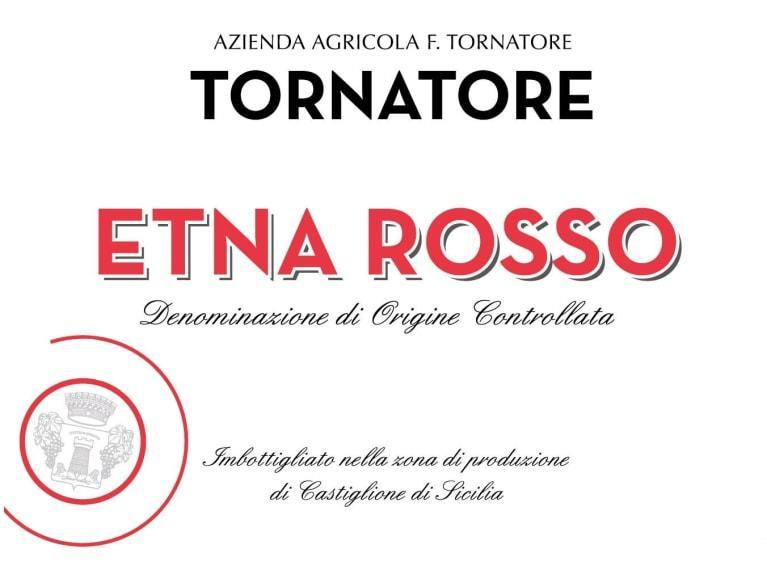 AZIENDA AGRICOLA F. TORNATORE
TORNATORE
ETNA ROSSO
Denominazione di Origine Controllata
Imbottigliato nella zona di produzione
di Castiglione di Sicilia